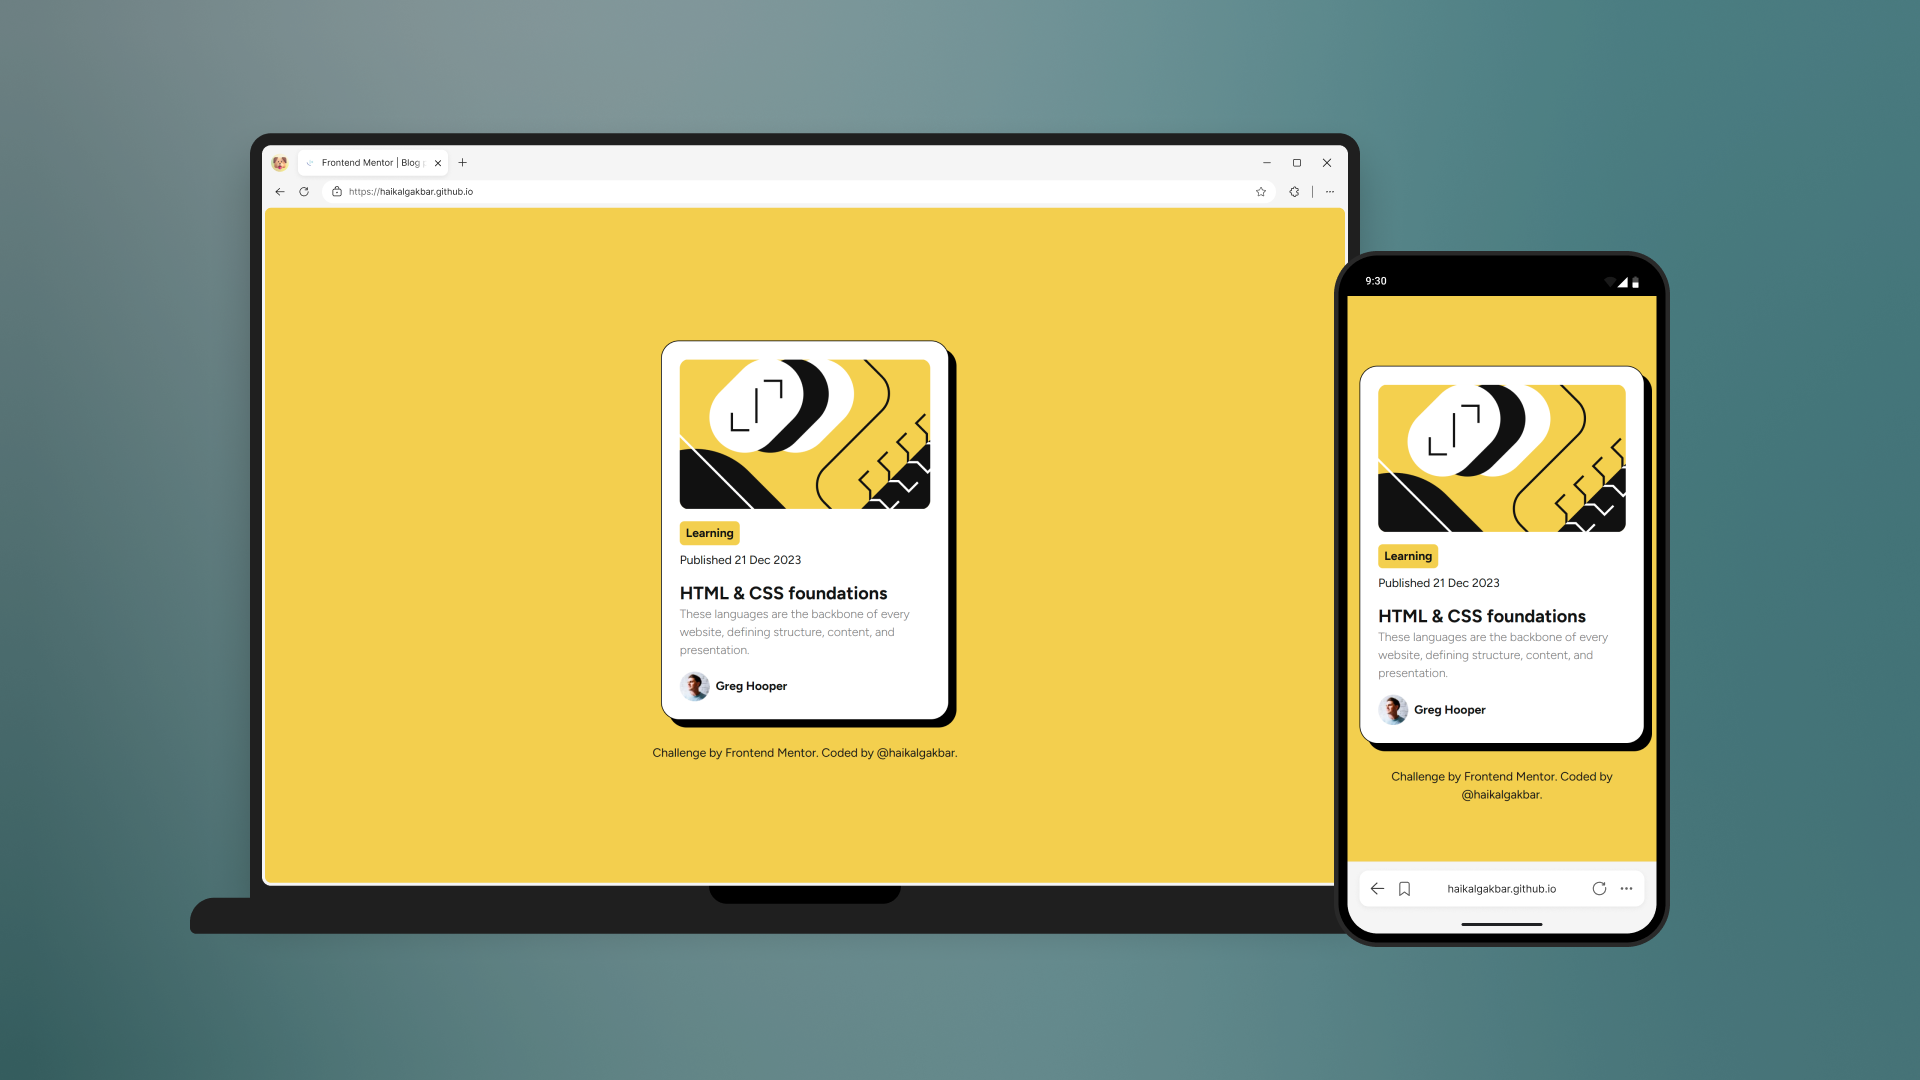 Frontend Mentor | Blog
https://haikalgakbar.github.io
Learning
Published 21 Dec 2023
HTML & CSS foundations
These languages are the backbone of every
website, defining structure, content, and
presentation.
Greg Hooper
Challenge by Frontend Mentor. Coded by @haikalgakbar.
9:30
Learning
Published 21 Dec 2023
HTML & CSS foundations
These languages are the backbone of every
website, defining structure, content, and
presentation.
Greg Hooper
Challenge by Frontend Mentor. Coded by
@haikalgakbar.
haikalgakbar.github.io